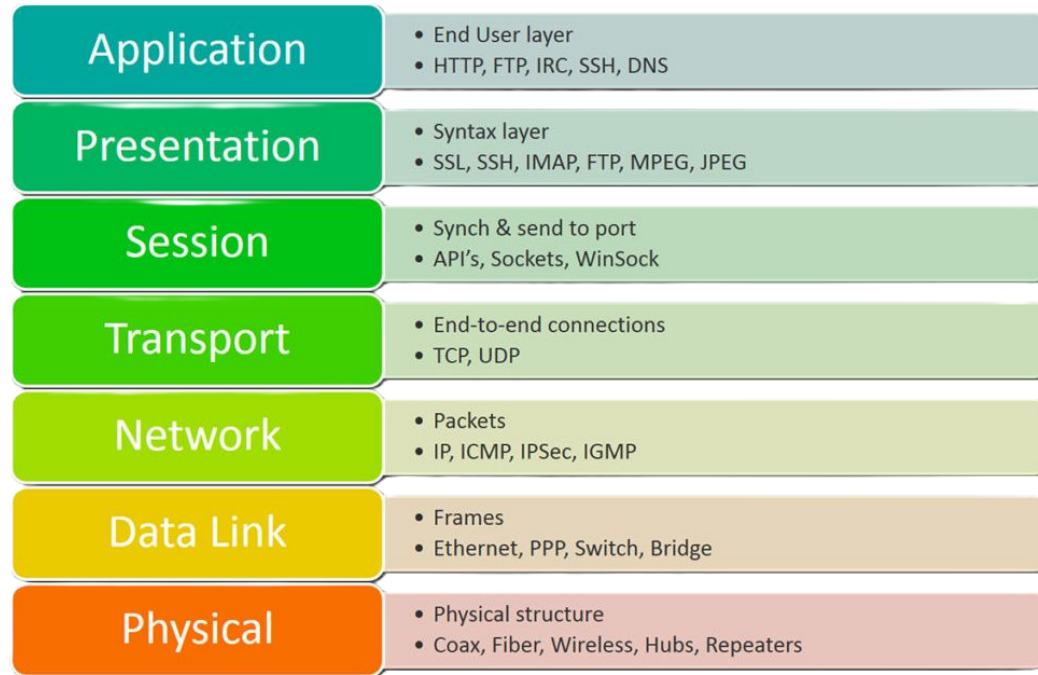 Application
• End User layer
• HTTP, FTP, IRC, SSH, DNS
Presentation
• Syntax layer
• SSL, SSH, IMAP, FTP, MPEG, JPEG
Session
• Synch & send to port
• API's, Sockets, WinSock
Transport
• End-to-end connections
• TCP, UDP
Network
• Packets
• IP, ICMP, IPSec, IGMP
Data Link
• Frames
• Ethernet, PPP, Switch, Bridge
Physical
• Physical structure
• Coax, Fiber, Wireless, Hubs, Repeaters